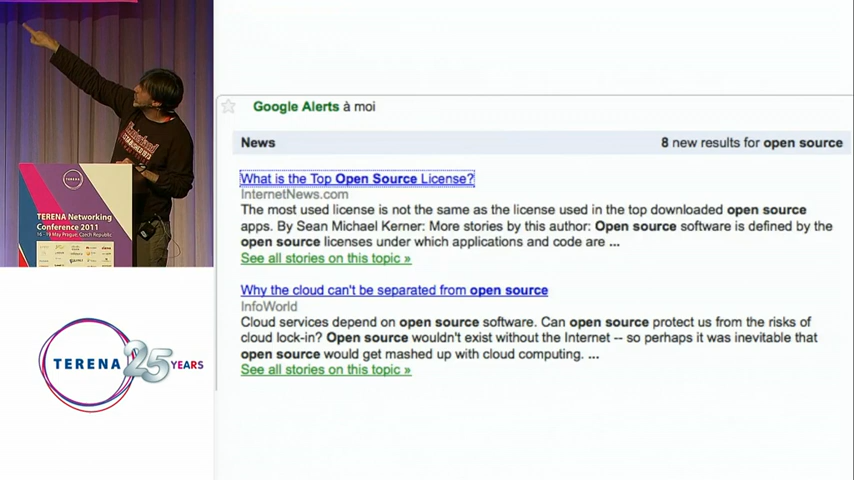 TERENA Networking
Conference 2011
16 - 19 May Prague, Czech Republic
TERENA 25 YEARS
Google Alerts à moi
News 8 new results for open source
What is the Top Open Source License?
InternetNews.com
The most used license is not the same as the license used in the top downloaded open source
apps. By Sean Michael Kerner: More stories by this author: Open source software is defined by the
open source licenses under which applications and code are ...
See all stories on this topic »
Why the cloud can't be separated from open source
InfoWorld
Cloud services depend on open source software. Can open source protect us from the risks of
cloud lock-in? Open source wouldn't exist without the Internet -- so perhaps it was inevitable that
open source would get mashed up with cloud computing. ...
See all stories on this topic »